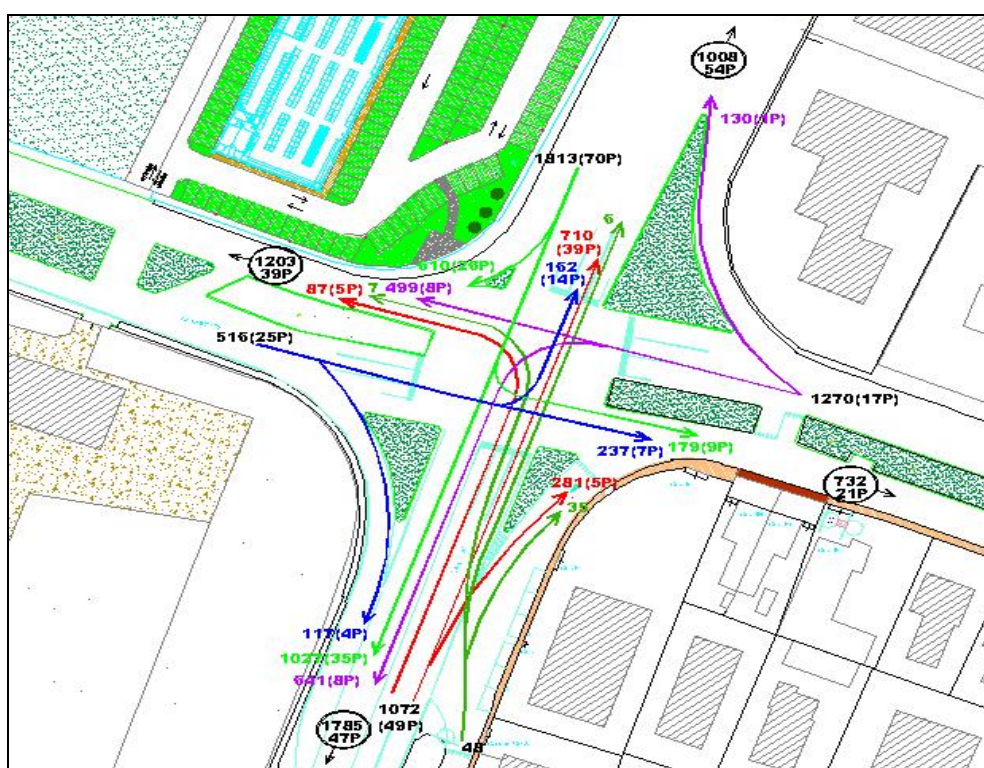 1008
54P
130(1P)
1813(70P)
6
710
(39P)
162
(14P)
610(26P)
1203
39P
87(5P)
7
499(8P)
516(25P)
1270(17P)
237(7P)
179(9P)
281(5P)
35
732
21P
117(4P)
1027(35P)
641(8P)
1072
(49P)
1785
47P
48